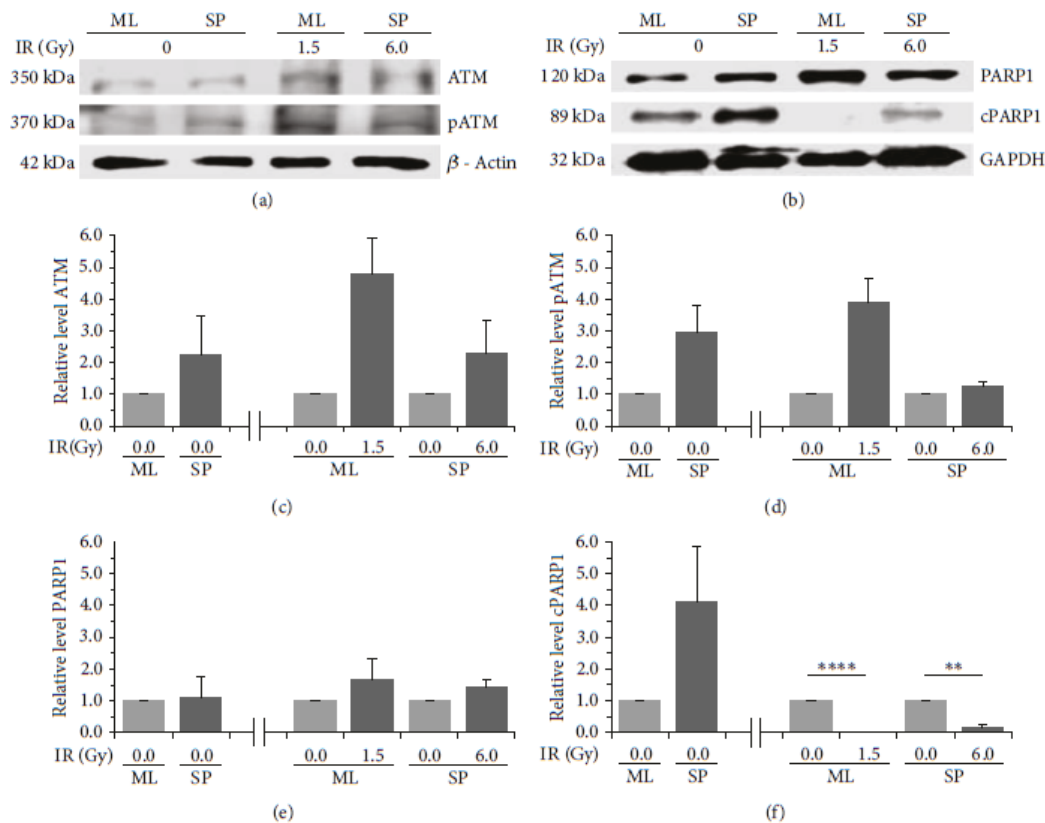 ML SP ML SP
IR (Gy) 0 1.5 6.0
350 kDa ATM
370 kDa pATM
42 kDa β - Actin
(a)
ML SP ML SP
IR (Gy) 0 1.5 6.0
120 kDa PARP1
89 kDa cPARP1
32 kDa GAPDH
(b)
Relative level ATM
6.0
5.0
4.0
3.0
2.0
1.0
0.0
IR(Gy) 0.0 0.0 0.0 1.5 0.0 6.0
ML SP ML SP
(c)
Relative level pATM
6.0
5.0
4.0
3.0
2.0
1.0
0.0
IR (Gy) 0.0 0.0 0.0 1.5 0.0 6.0
ML SP ML SP
(d)
Relative level PARP1
6.0
5.0
4.0
3.0
2.0
1.0
0.0
IR (Gy) 0.0 0.0 0.0 1.5 0.0 6.0
ML SP ML SP
(e)
Relative level cPARP1
6.0
5.0
4.0
3.0
2.0
1.0
0.0
**** **
IR (Gy) 0.0 0.0 0.0 1.5 0.0 6.0
ML SP ML SP
(f)